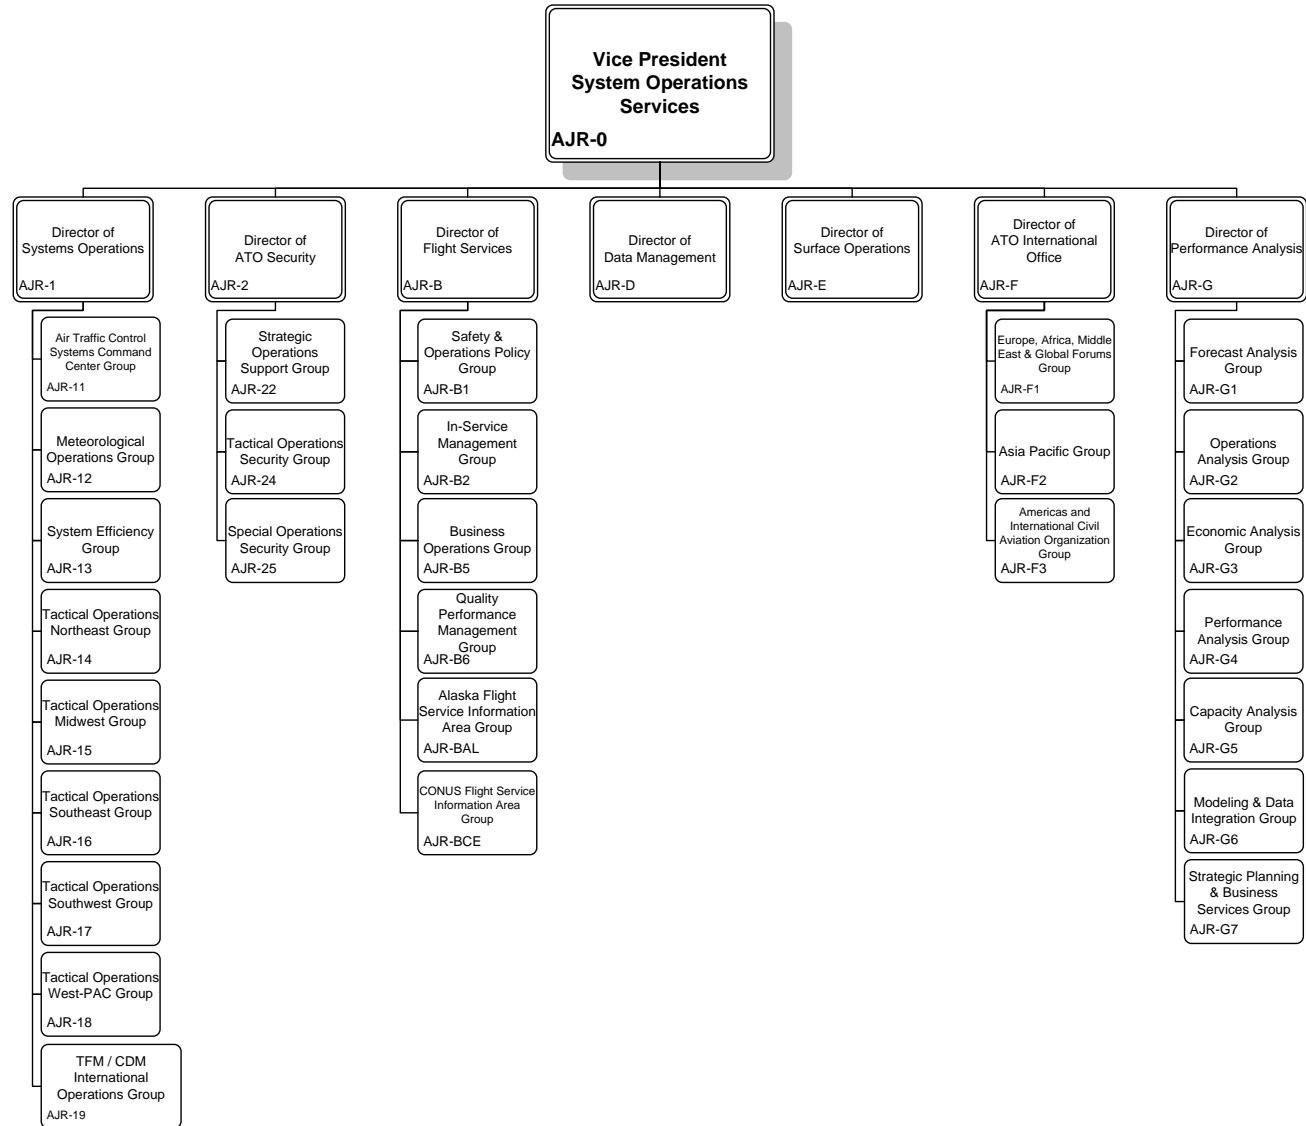 Vice President
System Operations
Services
AJR-0
Director of
Systems Operations
AJR-1
Director of
ATO Security
AJR-2
Director of
Flight Services
AJR-B
Director of
Data Management
AJR-D
Director of
Surface Operations
AJR-E
Director of
ATO International
Office
AJR-F
Director of
Performance Analysis
AJR-G
Air Traffic Control
Systems Command
Center Group
AJR-11
Meteorological
Operations Group
AJR-12
System Efficiency
Group
AJR-13
Tactical Operations
Northeast Group
AJR-14
Tactical Operations
Midwest Group
AJR-15
Tactical Operations
Southeast Group
AJR-16
Tactical Operations
Southwest Group
AJR-17
Tactical Operations
West-PAC Group
AJR-18
TFM / CDM
International
Operations Group
AJR-19
Strategic
Operations
Support Group
AJR-22
Tactical Operations
Security Group
AJR-24
Special Operations
Security Group
AJR-25
Safety &
Operations Policy
Group
AJR-B1
In-Service
Management
Group
AJR-B2
Business
Operations Group
AJR-B5
Quality
Performance
Management
Group
AJR-B6
Alaska Flight
Service Information
Area Group
AJR-BAL
CONUS Flight Service
Information Area
Group
AJR-BCE
Europe, Africa, Middle
East & Global Forums
Group
AJR-F1
Asia Pacific Group
AJR-F2
Americas and
International Civil
Aviation Organization
Group
AJR-F3
Forecast Analysis
Group
AJR-G1
Operations
Analysis Group
AJR-G2
Economic Analysis
Group
AJR-G3
Performance
Analysis Group
AJR-G4
Capacity Analysis
Group
AJR-G5
Modeling & Data
Integration Group
AJR-G6
Strategic Planning
& Business
Services Group
AJR-G7